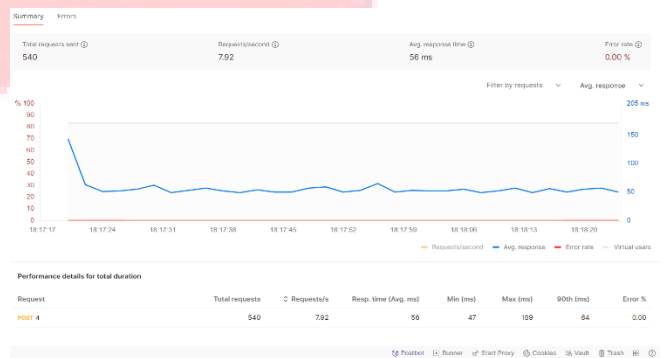 Summary Errors
Total requests sent Requests/second Avg. response time Error rate
540 7.92 56 ms 0.00 %
Filter by requests Avg. response
% 100 205 ms
90
80
70 150
60
50 100
40
30 50
20
10
0 0
18:17:17 18:17:24 18:17:31 18:17:38 18:17:45 18:17:52 18:17:59 18:18:06 18:18:13 18:18:20
Requests/second Avg. response Error rate Virtual users
Performance details for total duration
Request Total requests Requests/s Resp. time (Avg. ms) Min (ms) Max (ms) 90th (ms) Error %
POST 4 540 7.92 56 47 189 64 0.00
Postbot Runner Start Proxy Cookies Vault Trash